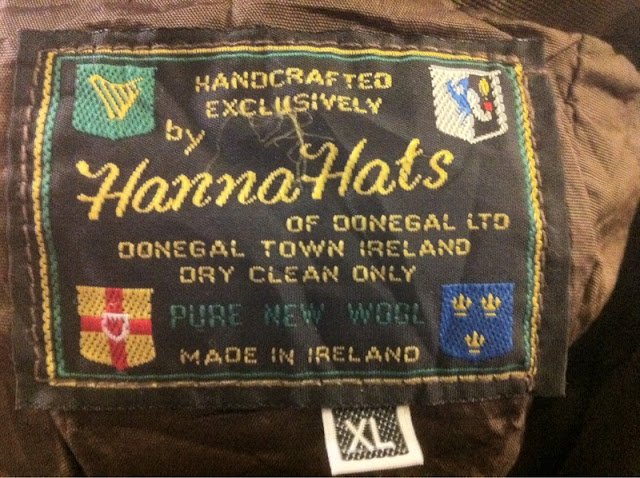 HANDCRAFTED
EXCLUSIVELY
by
Hanna Hats
OF DONEGAL LTD
DONEGAL TOWN IRELAND
DRY CLEAN ONLY
PURE NEW WOOL
MADE IN IRELAND
XL